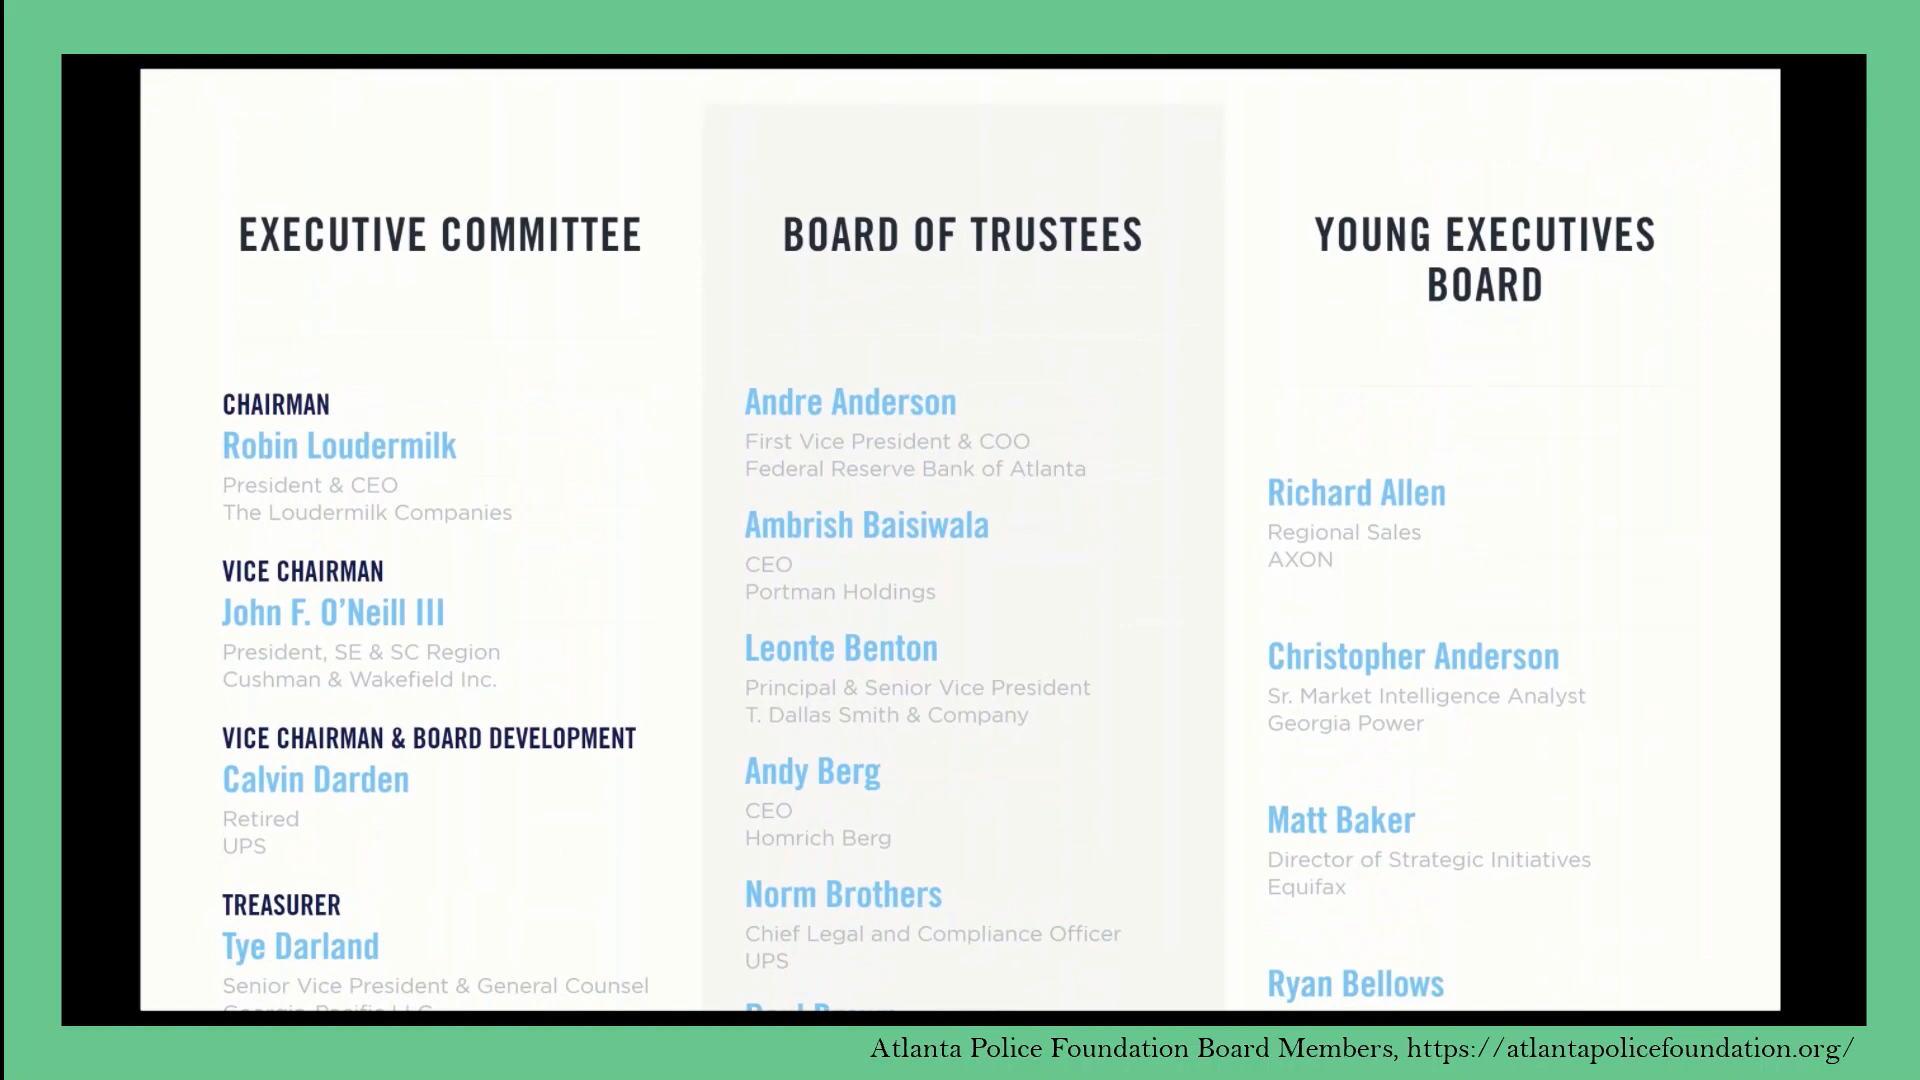 EXECUTIVE COMMITTEE
CHAIRMAN
Robin Loudermilk
President & CEO
The Loudermilk Companies
VICE CHAIRMAN
John F. O’Neill III
President, SE & SC Region
Cushman & Wakefield Inc.
VICE CHAIRMAN & BOARD DEVELOPMENT
Calvin Darden
Retired
UPS
TREASURER
Tye Darland
Senior Vice President & General Counsel
BOARD OF TRUSTEES
Andre Anderson
First Vice President & COO
Federal Reserve Bank of Atlanta
Ambrish Baisiwala
CEO
Portman Holdings
Leonte Benton
Principal & Senior Vice President
T. Dallas Smith & Company
Andy Berg
CEO
Homrich Berg
Norm Brothers
Chief Legal and Compliance Officer
UPS
YOUNG EXECUTIVES
BOARD
Richard Allen
Regional Sales
AXON
Christopher Anderson
Sr. Market Intelligence Analyst
Georgia Power
Matt Baker
Director of Strategic Initiatives
Equifax
Ryan Bellows
Atlanta Police Foundation Board Members, https://atlantapolicefoundation.org/